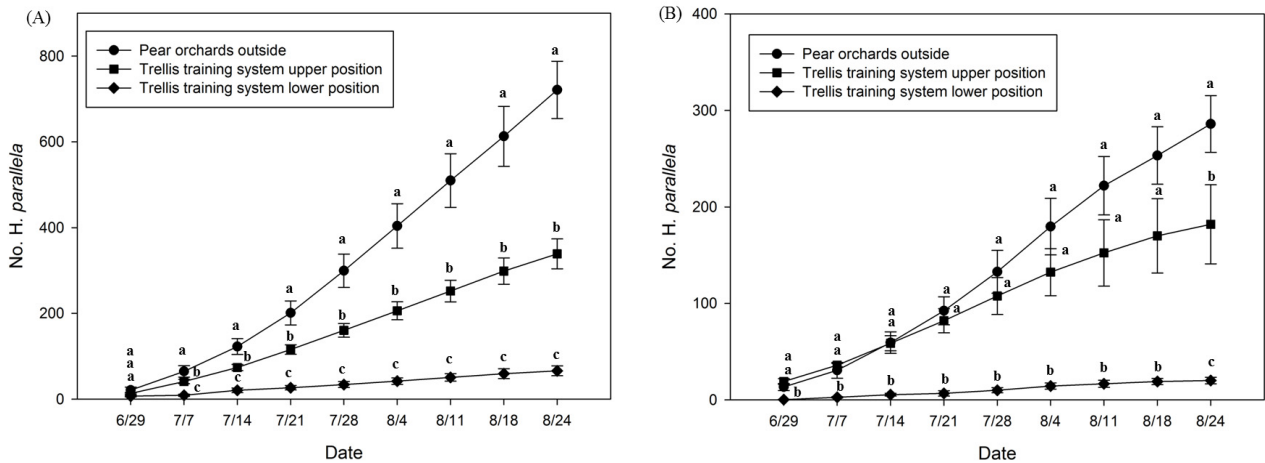 (A)
Pear orchards outside
Trellis training system upper position
Trellis training system lower position
800
600
400
200
0
No. H. parallela
a a a a a a a a a
a b b b b b b b b
a c c c c c c c c
6/29 7/7 7/14 7/21 7/28 8/4 8/11 8/18 8/24
Date
(B)
Pear orchards outside
Trellis training system upper position
Trellis training system lower position
400
300
200
100
0
No. H. parallela
a a a a a a a a a
a a a a a a a a b
b b b b b b b b c
6/29 7/7 7/14 7/21 7/28 8/4 8/11 8/18 8/24
Date